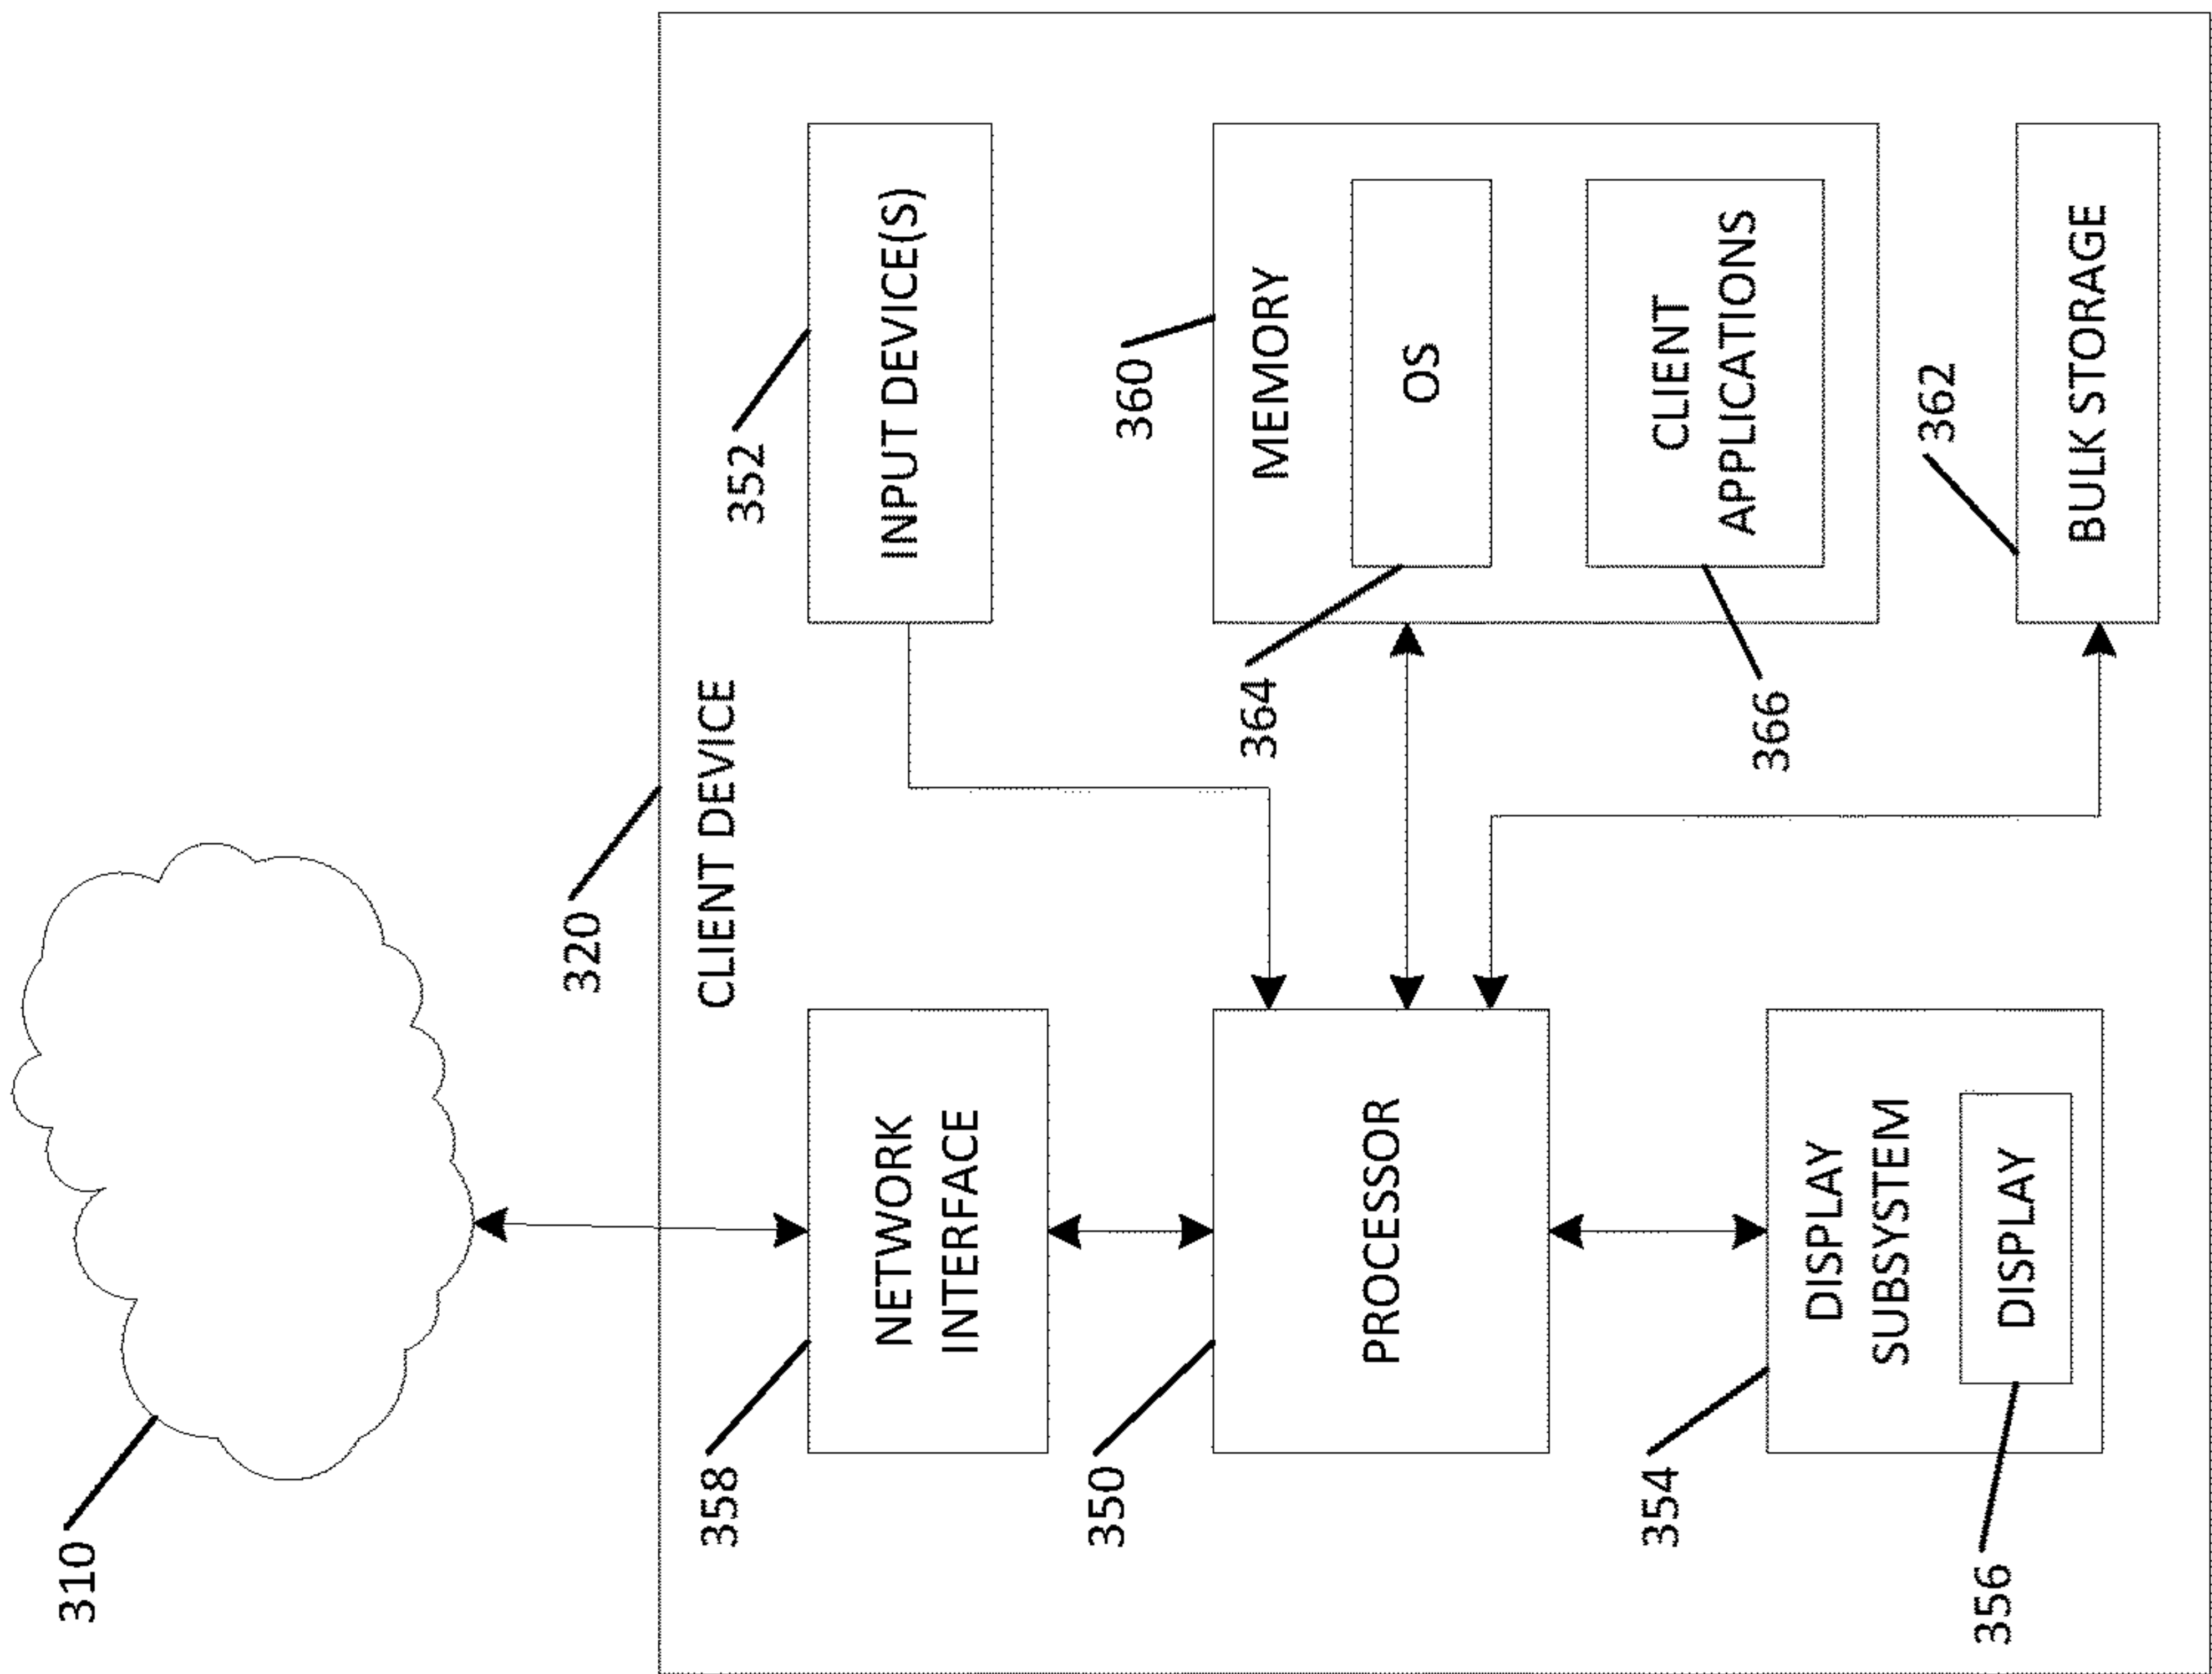 310
320
CLIENT DEVICE
358
NETWORK
INTERFACE
352
INPUT DEVICE(S)
350
PROCESSOR
360
MEMORY
364
OS
366
CLIENT
APPLICATIONS
354
DISPLAY
SUBSYSTEM
356
DISPLAY
362
BULK STORAGE